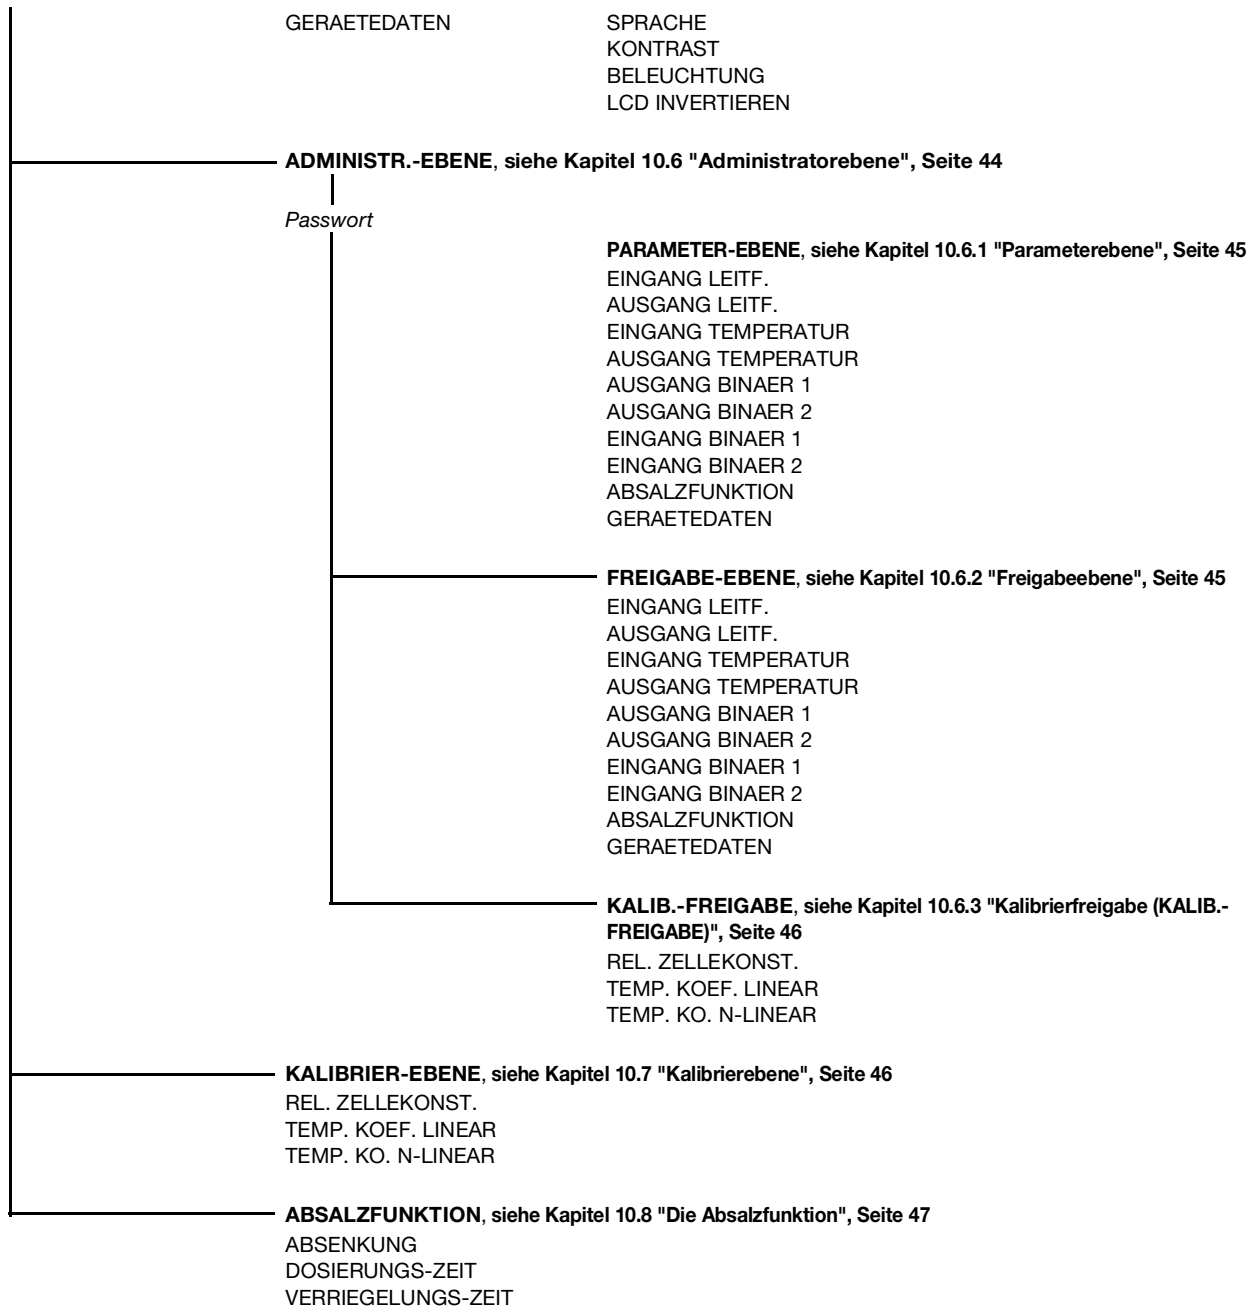 GERAETEDATEN SPRACHE
KONTRAST
BELEUCHTUNG
LCD INVERTIEREN
ADMINISTR.-EBENE, siehe Kapitel 10.6 "Administratorebene", Seite 44
Passwort
PARAMETER-EBENE, siehe Kapitel 10.6.1 "Parameterebene", Seite 45
EINGANG LEITF.
AUSGANG LEITF.
EINGANG TEMPERATUR
AUSGANG TEMPERATUR
AUSGANG BINAER 1
AUSGANG BINAER 2
EINGANG BINAER 1
EINGANG BINAER 2
ABSALZFUNKTION
GERAETEDATEN
FREIGABE-EBENE, siehe Kapitel 10.6.2 "Freigabeebene", Seite 45
EINGANG LEITF.
AUSGANG LEITF.
EINGANG TEMPERATUR
AUSGANG TEMPERATUR
AUSGANG BINAER 1
AUSGANG BINAER 2
EINGANG BINAER 1
EINGANG BINAER 2
ABSALZFUNKTION
GERAETEDATEN
KALIB.-FREIGABE, siehe Kapitel 10.6.3 "Kalibrierfreigabe (KALIB.-
FREIGABE)", Seite 46
REL. ZELLEKONST.
TEMP. KOEF. LINEAR
TEMP. KO. N-LINEAR
KALIBRIER-EBENE, siehe Kapitel 10.7 "Kalibrierebene", Seite 46
REL. ZELLEKONST.
TEMP. KOEF. LINEAR
TEMP. KO. N-LINEAR
ABSALZFUNKTION, siehe Kapitel 10.8 "Die Absalzfunktion", Seite 47
ABSENKUNG
DOSIERUNGS-ZEIT
VERRIEGELUNGS-ZEIT